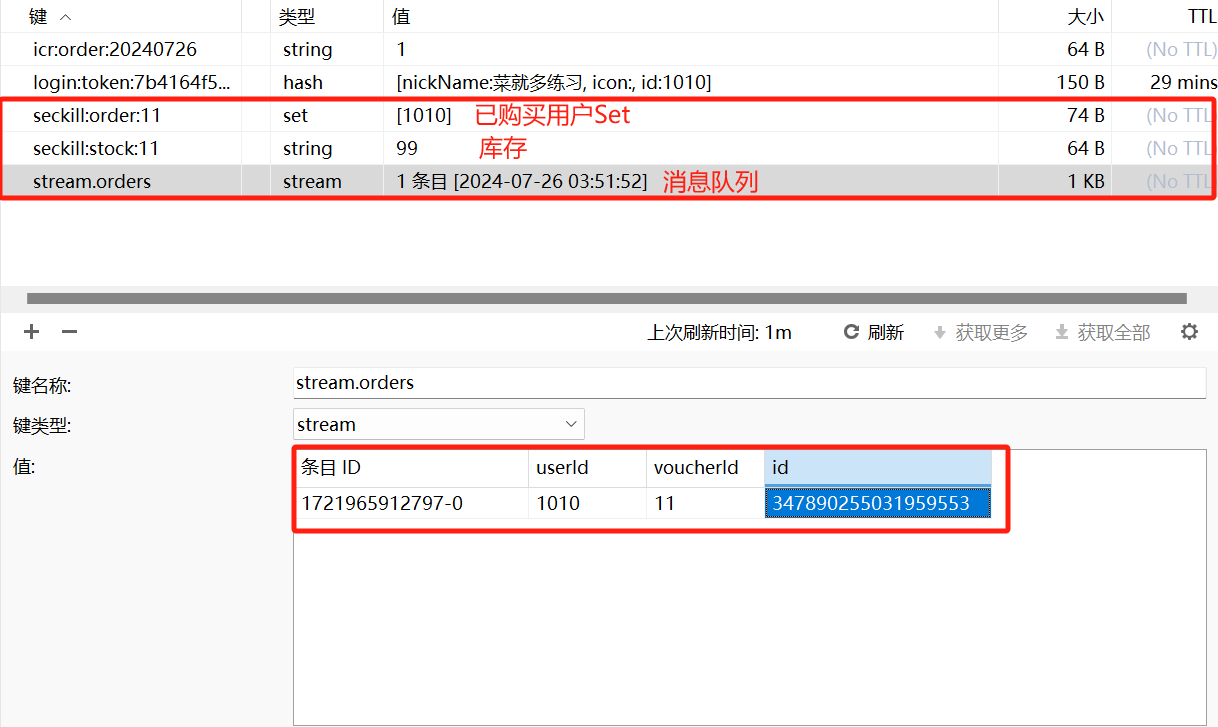 键 类型 值 大小 TTL
icr:order:20240726 string 1 64 B (No TTL)
login:token:7b4164f5... hash [nickName:菜就多练习, icon:, id:1010] 150 B 29 mins
seckill:order:11 set [1010] 已购买用户Set 74 B (No TTL
seckill:stock:11 string 99 库存 64 B (No TTL
stream.orders stream 1 条目 [2024-07-26 03:51:52] 消息队列 1 KB (No TTL
上次刷新时间: 1m 刷新 获取更多 获取全部
键名称: stream.orders
键类型: stream
值: 条目 ID userId voucherId id
1721965912797-0 1010 11 347890255031959553